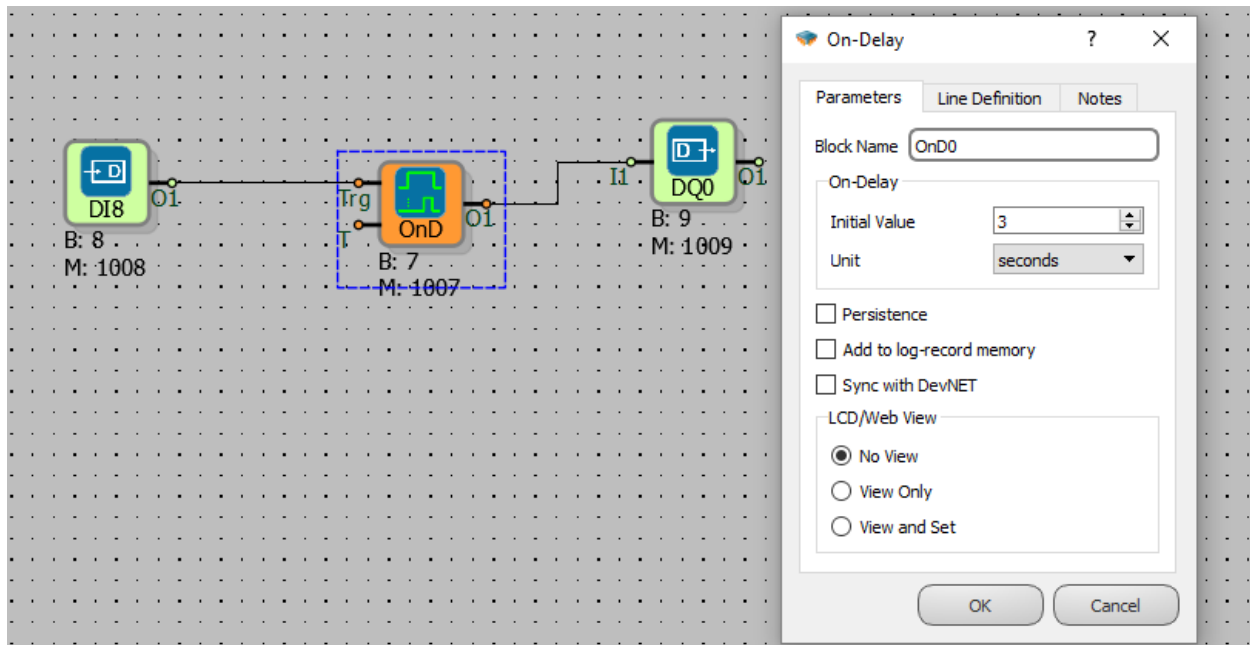 DI8
O1
B: 8
M: 1008
Trg
T
OnD
O1
B: 7
M: 1007
I1
D
DQ0
O1
B: 9
M: 1009
On-Delay
?
Parameters
Line Definition
Notes
Block Name OnD0
On-Delay
Initial Value 3
Unit seconds
Persistence
Add to log-record memory
Sync with DevNET
LCD/Web View
No View
View Only
View and Set
OK Cancel